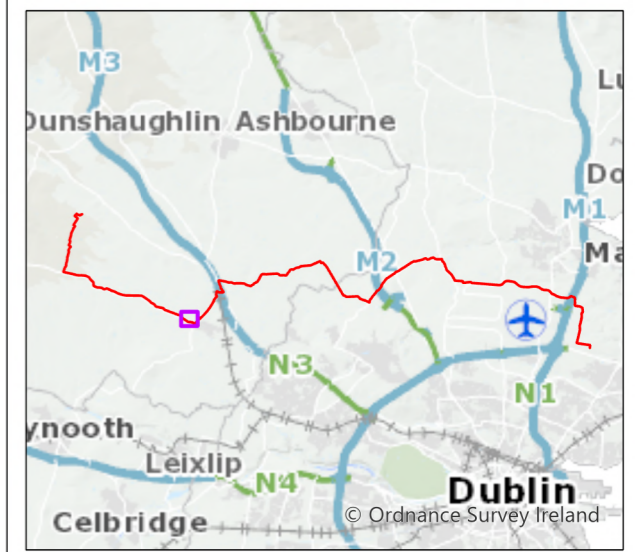 M3
Lu
Dunshaughlin Ashbourne
Do
M1
M2
Ma
N3
N1
ynooth
Leixlip
N4
Dublin
© Ordnance Survey Ireland
Celbridge